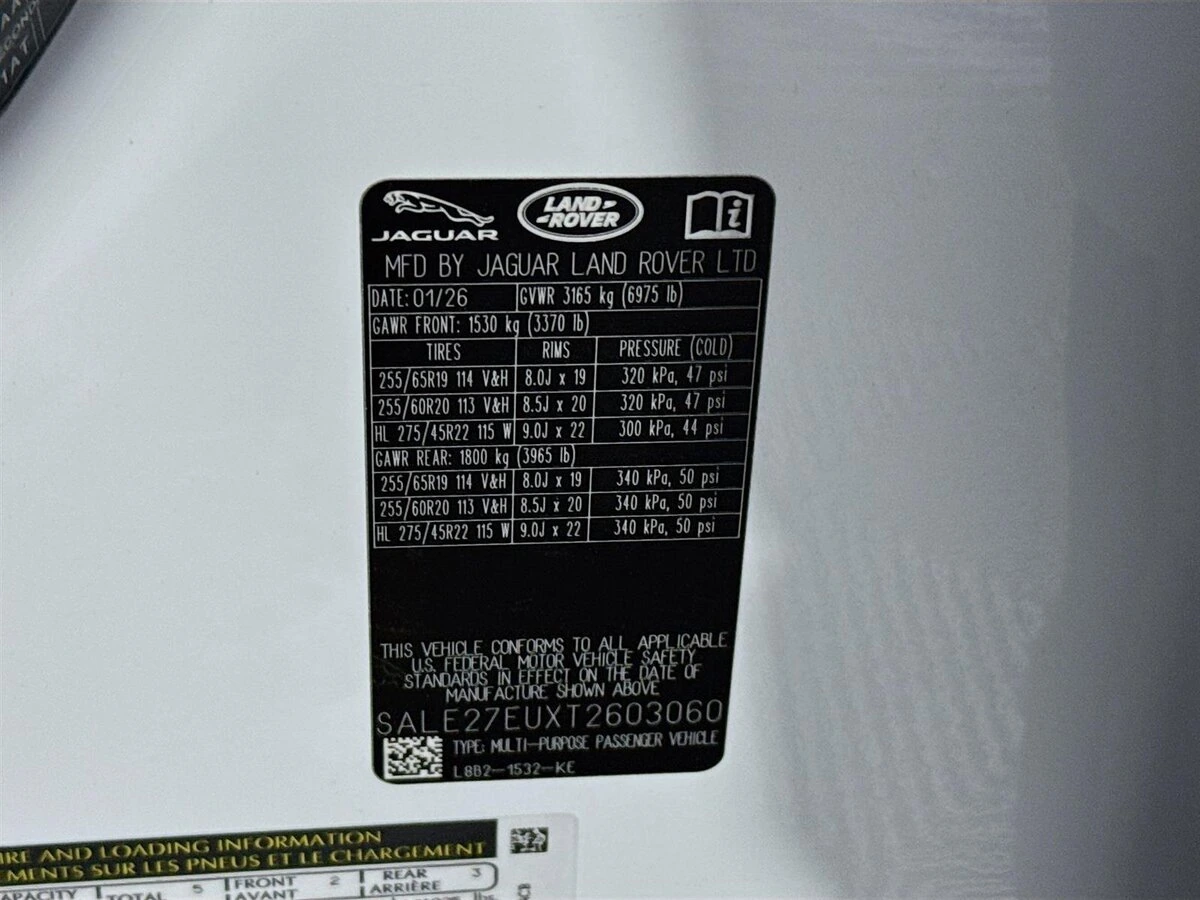 1AT
JAGUAR
LAND
ROVER
i
MFD BY JAGUAR LAND ROVER LTD
DATE: 01/26 GVWR 3165 kg (6975 lb)
GAWR FRONT: 1530 kg (3370 lb)
TIRES RIMS PRESSURE (COLD)
255/65R19 114 V&H 8.0J x 19 320 kPa, 47 psi
255/60R20 113 V&H 8.5J x 20 320 kPa, 47 psi
HL 275/45R22 115 W 9.0J x 22 300 kPa, 44 psi
GAWR REAR: 1800 kg (3965 lb)
255/65R19 114 V&H 8.0J x 19 340 kPa, 50 psi
255/60R20 113 V&H 8.5J x 20 340 kPa, 50 psi
HL 275/45R22 115 W 9.0J x 22 340 kPa, 50 psi
THIS VEHICLE CONFORMS TO ALL APPLICABLE
U.S. FEDERAL MOTOR VEHICLE SAFETY
STANDARDS IN EFFECT ON THE DATE OF
MANUFACTURE SHOWN ABOVE
SALE27EUXT2603060
TYPE: MULTI-PURPOSE PASSENGER VEHICLE
L8B2-1532-KE
IRE AND LOADING INFORMATION
EMENTS SUR LES PNEUS ET LE CHARGEMENT
APACITY TOTAL 5 FRONT 2 REAR 3
AVANT ARRIÈRE